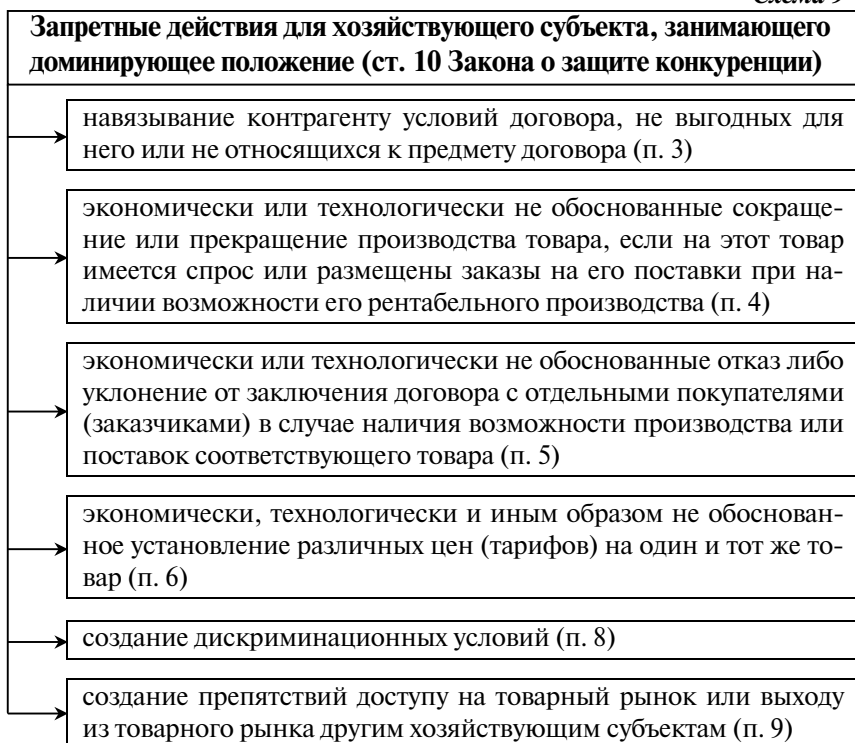 Запретные действия для хозяйствующего субъекта, занимающего
доминирующее положение (ст. 10 Закона о защите конкуренции)
навязывание контрагенту условий договора, не выгодных для
него или не относящихся к предмету договора (п. 3)
экономически или технологически не обоснованные сокраще-
ние или прекращение производства товара, если на этот товар
имеется спрос или размещены заказы на его поставки при на-
личии возможности его рентабельного производства (п. 4)
экономически или технологически не обоснованные отказ либо
уклонение от заключения договора с отдельными покупателями
(заказчиками) в случае наличия возможности производства или
поставок соответствующего товара (п. 5)
экономически, технологически и иным образом не обоснован-
ное установление различных цен (тарифов) на один и тот же то-
вар (п. 6)
создание дискриминационных условий (п. 8)
создание препятствий доступу на товарный рынок или выходу
из товарного рынка другим хозяйствующим субъектам (п. 9)